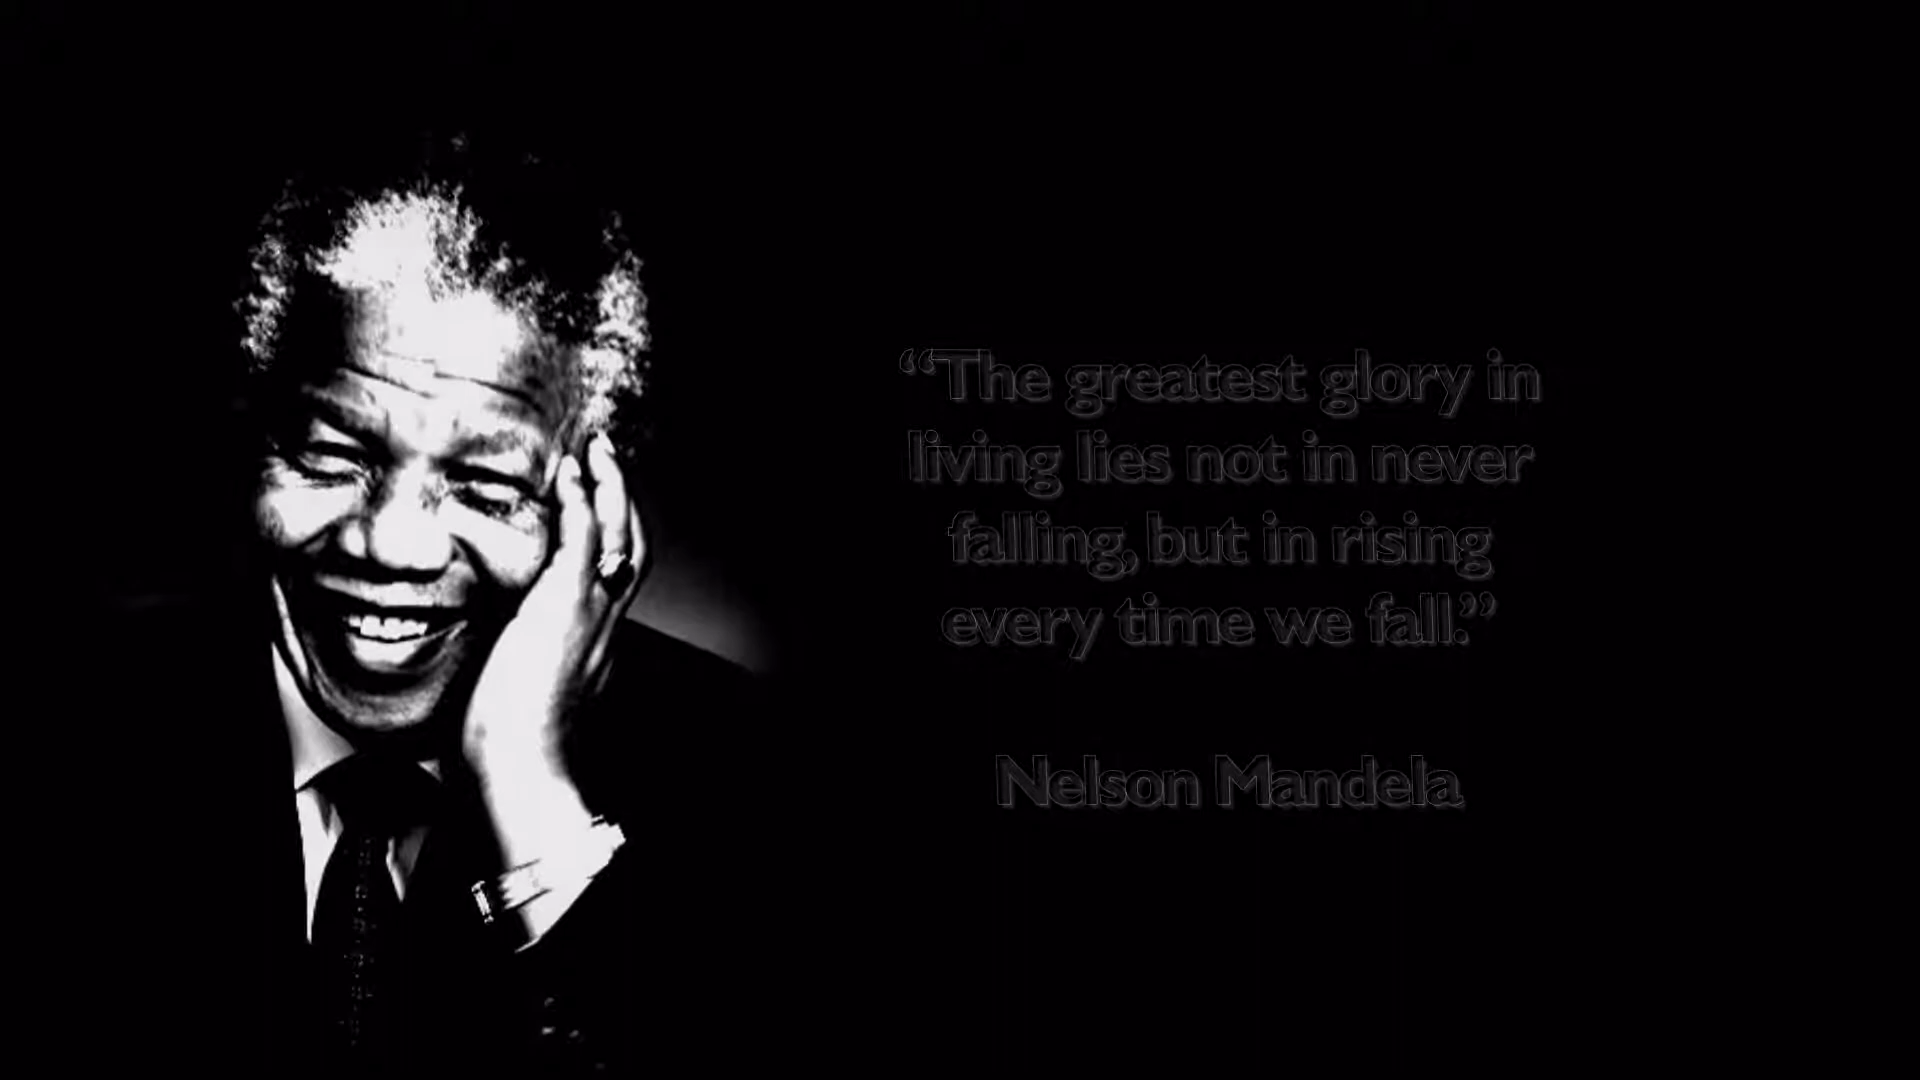 “The greatest glory in
living lies not in never
falling, but in rising
every time we fall.”
Nelson Mandela